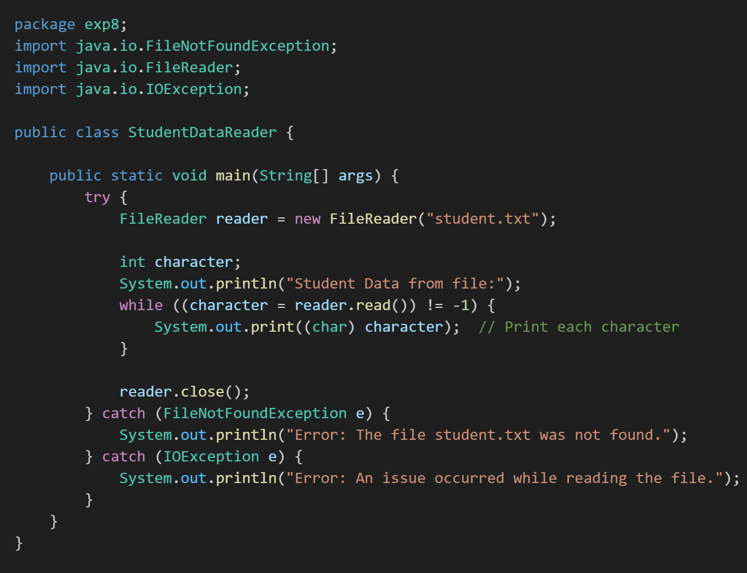 package exp8;
import java.io.FileNotFoundException;
import java.io.FileReader;
import java.io.IOException;

public class StudentDataReader {

    public static void main(String[] args) {
        try {
            FileReader reader = new FileReader("student.txt");

            int character;
            System.out.println("Student Data from file:");
            while ((character = reader.read()) != -1) {
                System.out.print((char) character);  // Print each character
            }

            reader.close();
        } catch (FileNotFoundException e) {
            System.out.println("Error: The file student.txt was not found.");
        } catch (IOException e) {
            System.out.println("Error: An issue occurred while reading the file.");
        }
    }
}